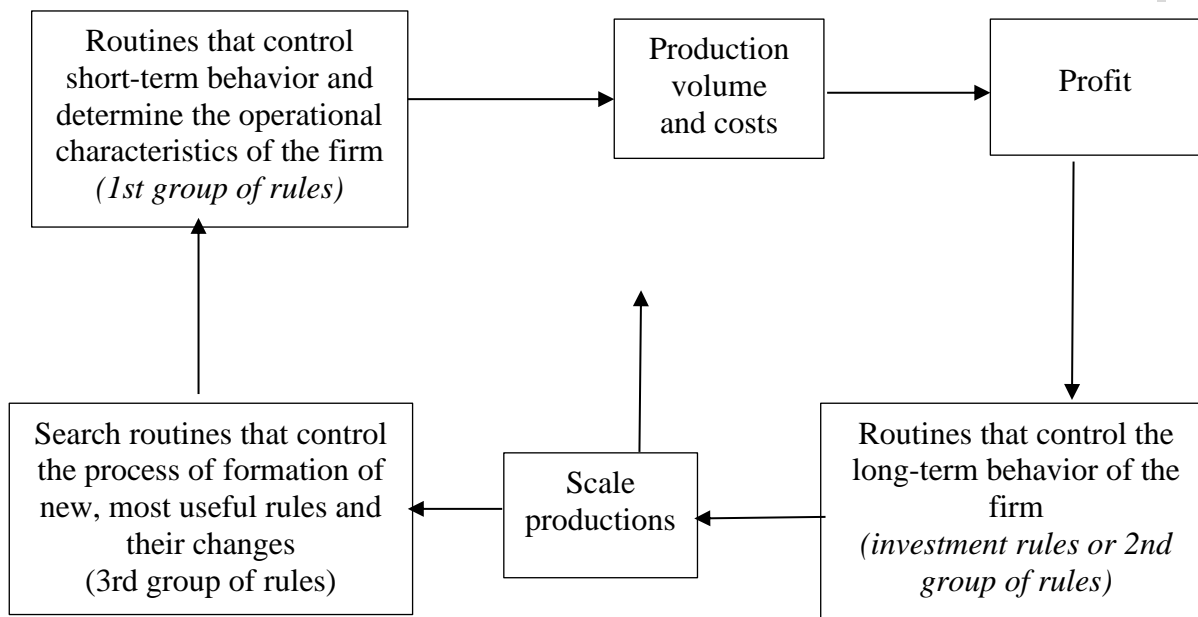 Routines that control
short-term behavior and
determine the operational
characteristics of the firm
(1st group of rules)
Production
volume
and costs
Profit
Search routines that control
the process of formation of
new, most useful rules and
their changes
(3rd group of rules)
Scale
productions
Routines that control the
long-term behavior of the
firm
(investment rules or 2nd
group of rules)